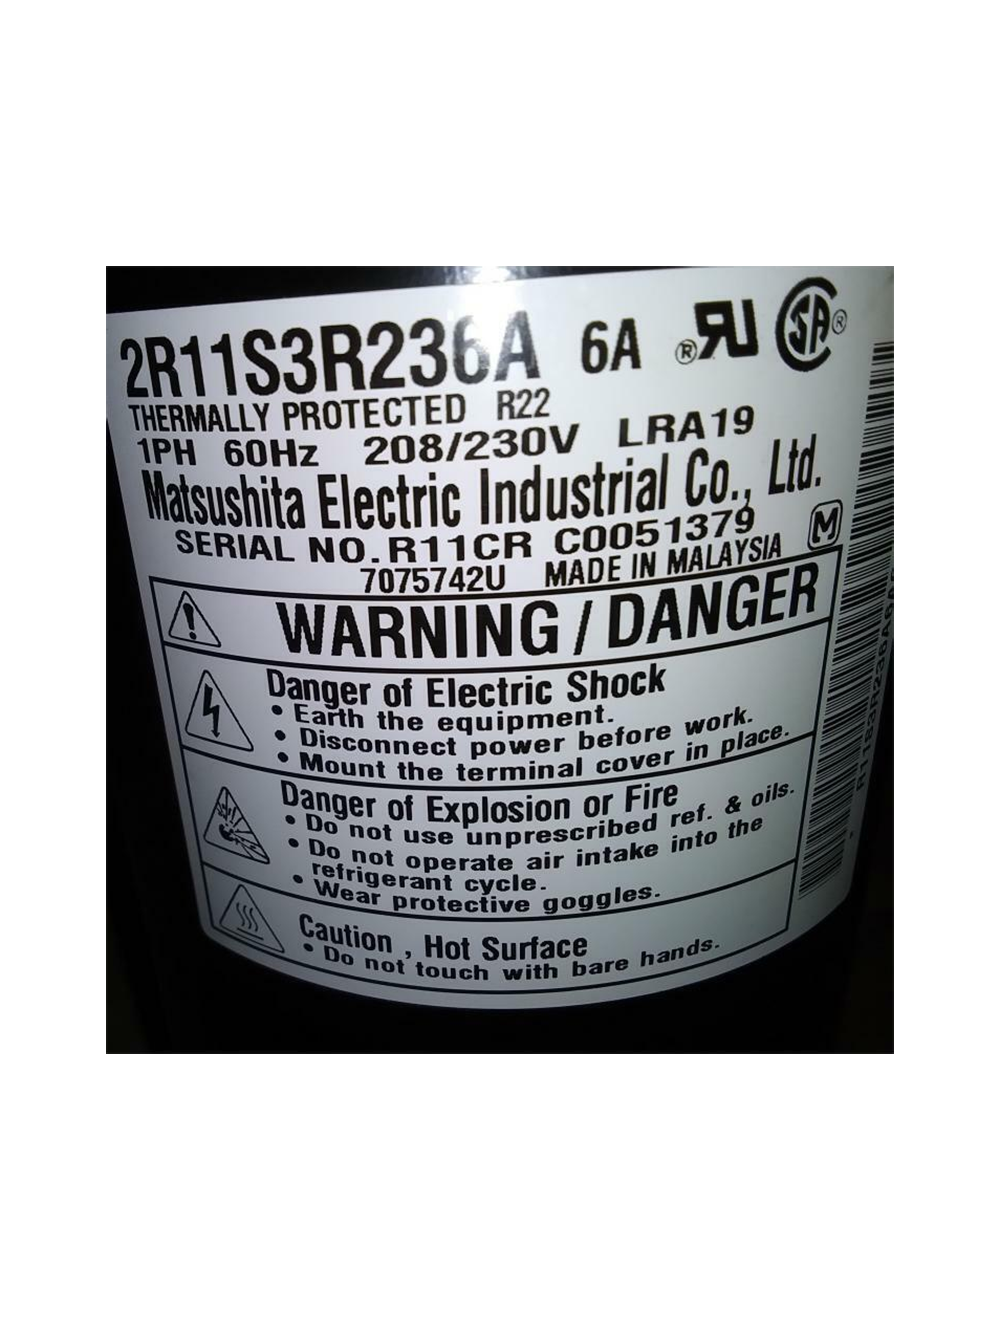 2R11S3R236A 6A ®RU CSA®
THERMALLY PROTECTED R22
1PH 60Hz 208/230V LRA19
Matsushita Electric Industrial Co., Ltd.
SERIAL NO. R11CR C0051379 M
7075742U MADE IN MALAYSIA
WARNING / DANGER
Danger of Electric Shock
• Earth the equipment.
• Disconnect power before work.
• Mount the terminal cover in place.
Danger of Explosion or Fire
• Do not use unprescribed ref. & oils.
• Do not operate air intake into the
refrigerant cycle.
• Wear protective goggles.
Caution , Hot Surface
• Do not touch with bare hands.